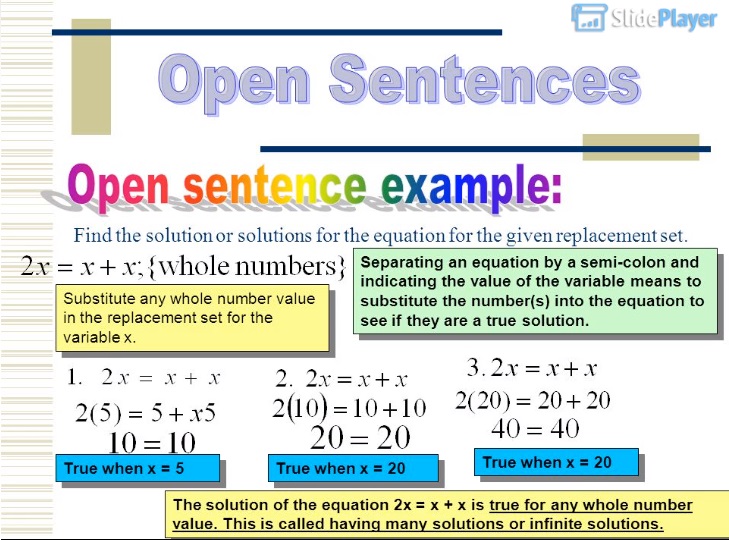 SlidePlayer
Open Sentences
Open sentence example:
Find the solution or solutions for the equation for the given replacement set.
2x = x + x;{whole numbers}
Separating an equation by a semi-colon and
indicating the value of the variable means to
substitute the number(s) into the equation to
see if they are a true solution.
Substitute any whole number value
in the replacement set for the
variable x.
1. 2x = x + x
2(5) = 5 + x5
10 = 10
True when x = 5
2. 2x = x + x
2(10) = 10 + 10
20 = 20
True when x = 20
3. 2x = x + x
2(20) = 20 + 20
40 = 40
True when x = 20
The solution of the equation 2x = x + x is true for any whole number
value. This is called having many solutions or infinite solutions.